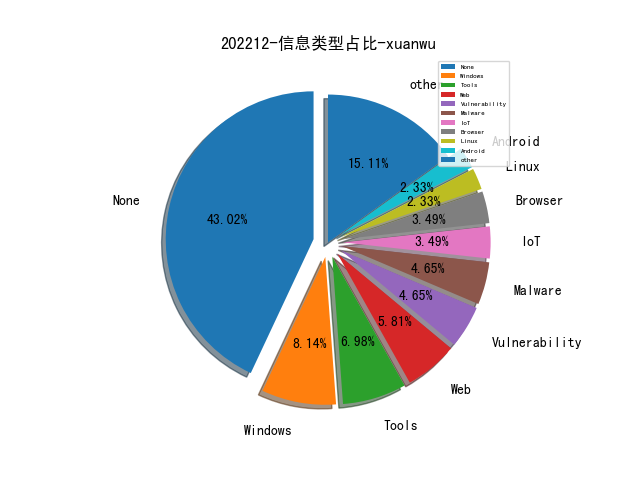 202212-信息类型占比-xuanwu
None
Windows
Tools
Web
Vulnerability
Malware
IoT
Browser
Linux
Android
other
other
15.11%
Android
2.33%
Linux
2.33%
Browser
3.49%
IoT
3.49%
Malware
4.65%
Vulnerability
4.65%
Web
5.81%
Tools
6.98%
Windows
8.14%
None
43.02%